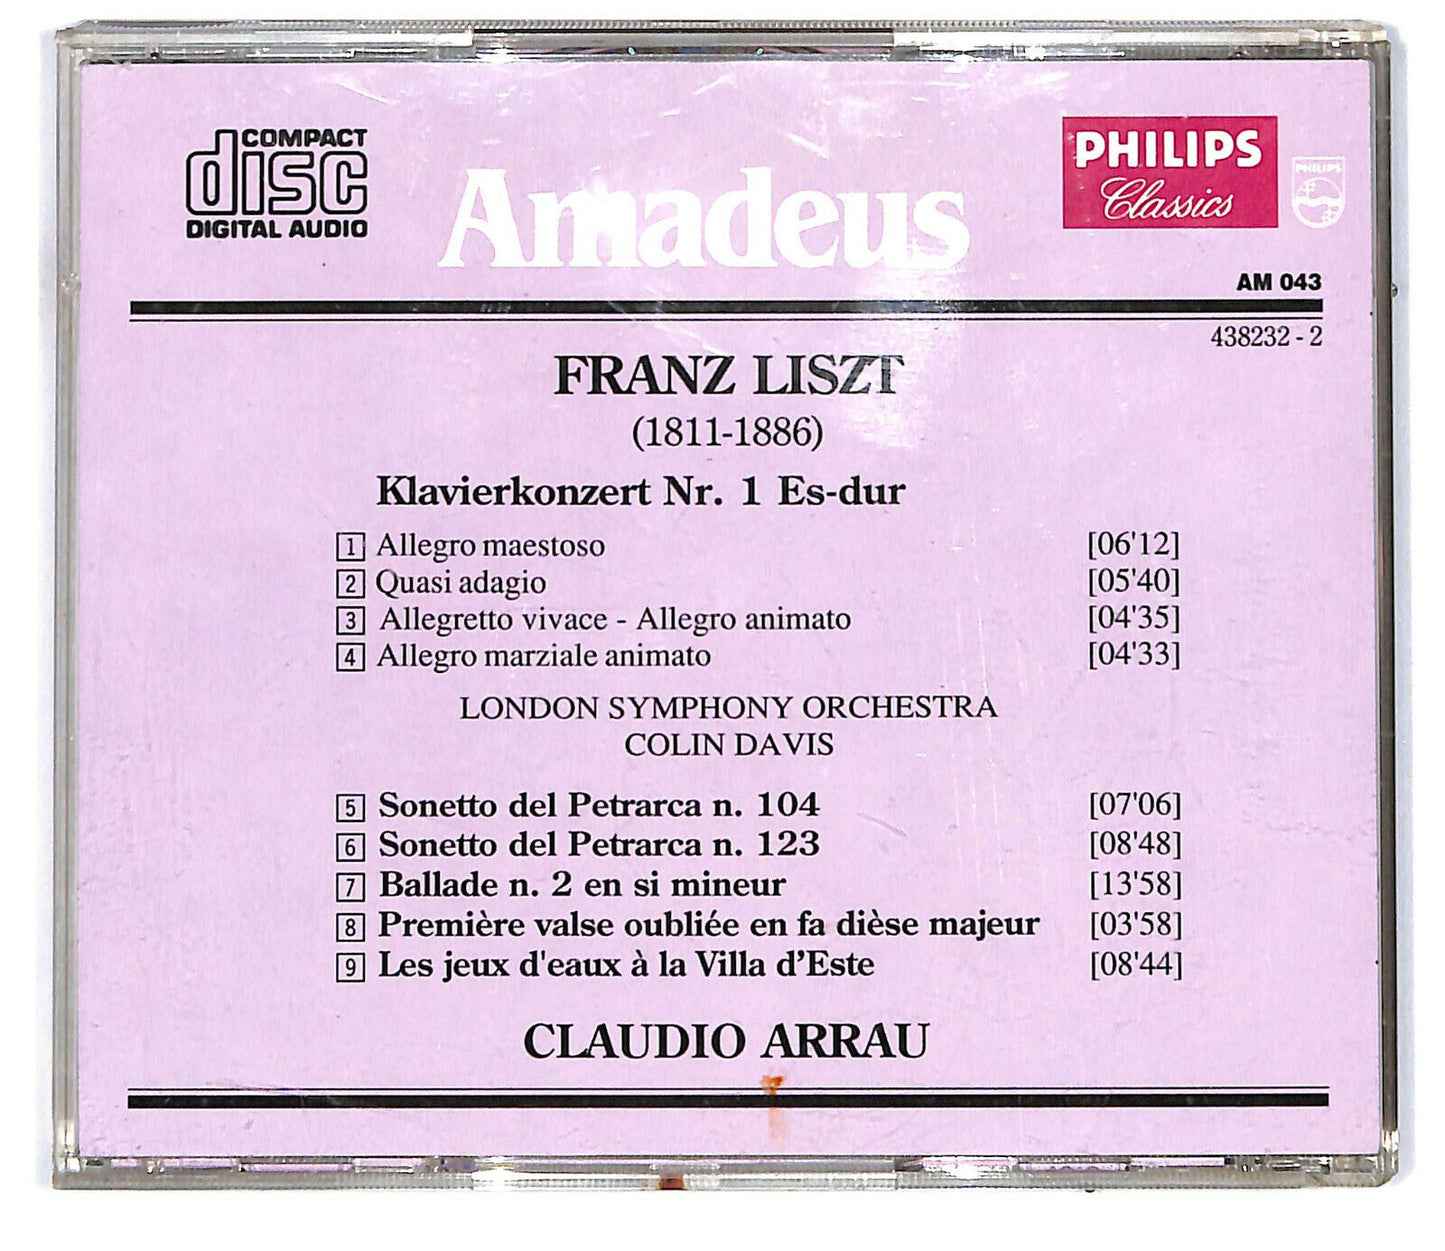 COMPACT
disc
DIGITAL AUDIO
Amadeus
PHILIPS
Classics
PHILIPS
AM 043
438232 - 2
FRANZ LISZT
(1811-1886)
Klavierkonzert Nr. 1 Es-dur
1 Allegro maestoso [06'12]
2 Quasi adagio [05'40]
3 Allegretto vivace - Allegro animato [04'35]
4 Allegro marziale animato [04'33]
LONDON SYMPHONY ORCHESTRA
COLIN DAVIS
5 Sonetto del Petrarca n. 104 [07'06]
6 Sonetto del Petrarca n. 123 [08'48]
7 Ballade n. 2 en si mineur [13'58]
8 Première valse oubliée en fa dièse majeur [03'58]
9 Les jeux d'eaux à la Villa d’Este [08'44]
CLAUDIO ARRAU